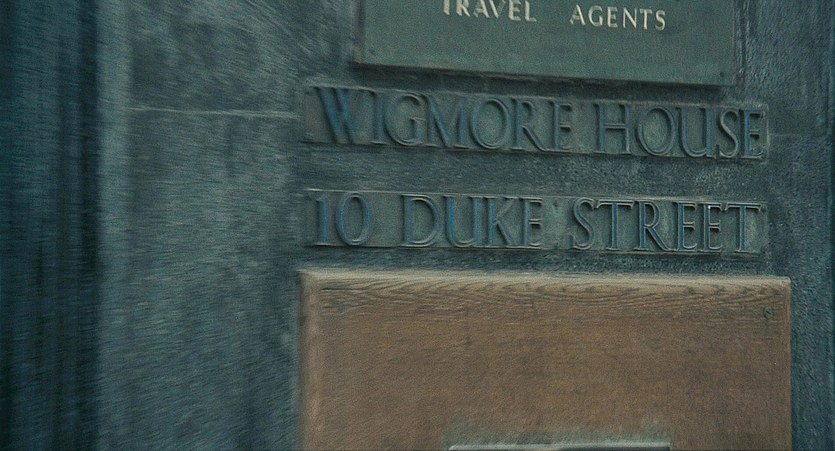 TRAVEL AGENTS
WIGMORE HOUSE
10 DUKE STREET